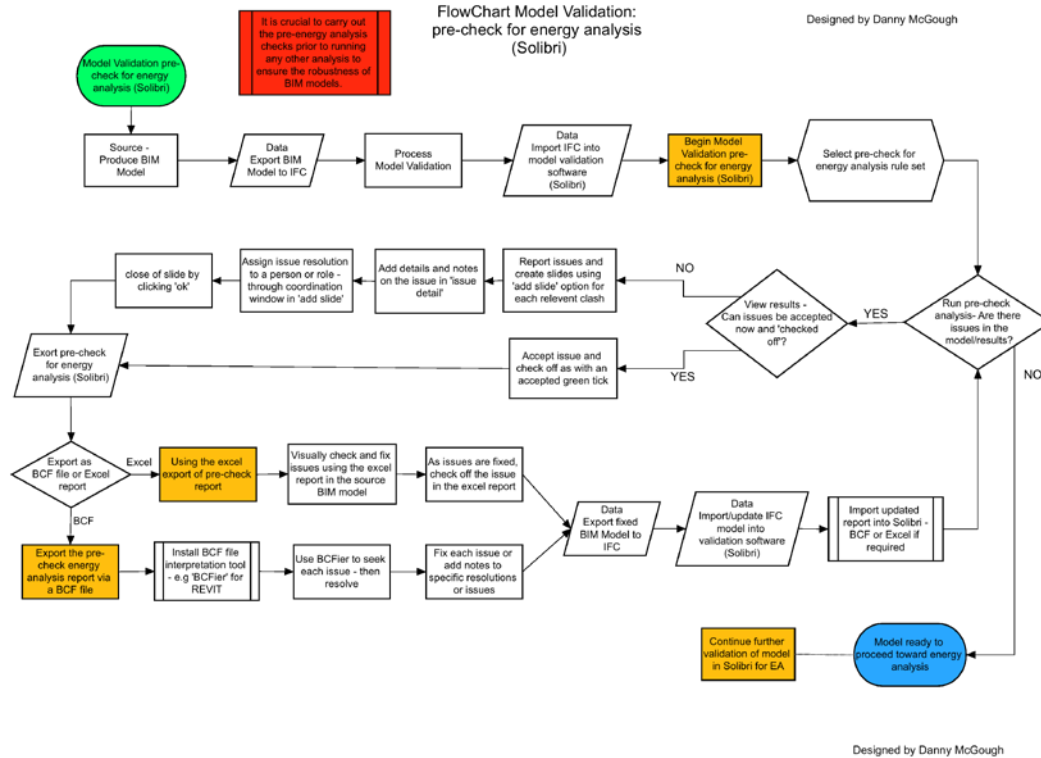 FlowChart Model Validation:
pre-check for energy analysis
(Solibri)
Designed by Danny McGough
It is crucial to carry out
the pre-energy analysis
checks prior to running
any other analysis to
ensure the robustness of
BIM models.
Model Validation pre-
check for energy
analysis (Solibri)
Source -
Produce BIM
Model
Data
Export BIM
Model to IFC
Process
Model Validation
Data
Import IFC into
model validation
software
(Solibri)
Begin Model
Validation pre-
check for energy
analysis (Solibri)
Select pre-check for
energy analysis rule set
close of slide by
clicking 'ok'
Assign issue resolution
to a person or role -
through coordination
window in 'add slide'
Add details and notes
on the issue in 'issue
detail'
Report issues and
create slides using
'add slide' option for
each relevent clash
NO
View results -
Can issues be accepted
now and 'checked
off'?
YES
Run pre-check
analysis- Are there
issues in the
model/results?
NO
Exort pre-check
for energy
analysis (Solibri)
Accept issue and
check off as with an
accepted green tick
YES
Export as
BCF file or Excel
report
Excel
Using the excel
export of pre-check
report
Visually check and fix
issues using the excel
report in the source
BIM model
As issues are fixed,
check off the issue
in the excel report
BCF
Export the pre-
check energy
analysis report via
a BCF file
Install BCF file
interpretation tool
- e.g 'BCFier' for
REVIT
Use BCFier to seek
each issue - then
resolve
Fix each issue or
add notes to
specific resolutions
or issues
Data
Export fixed
BIM Model to
IFC
Data
Import/update IFC
model into
validation software
(Solibri)
Import updated
report into Solibri -
BCF or Excel if
required
Continue further
validation of model
in Solibri for EA
Model ready to
proceed toward energy
analysis
Designed by Danny McGough